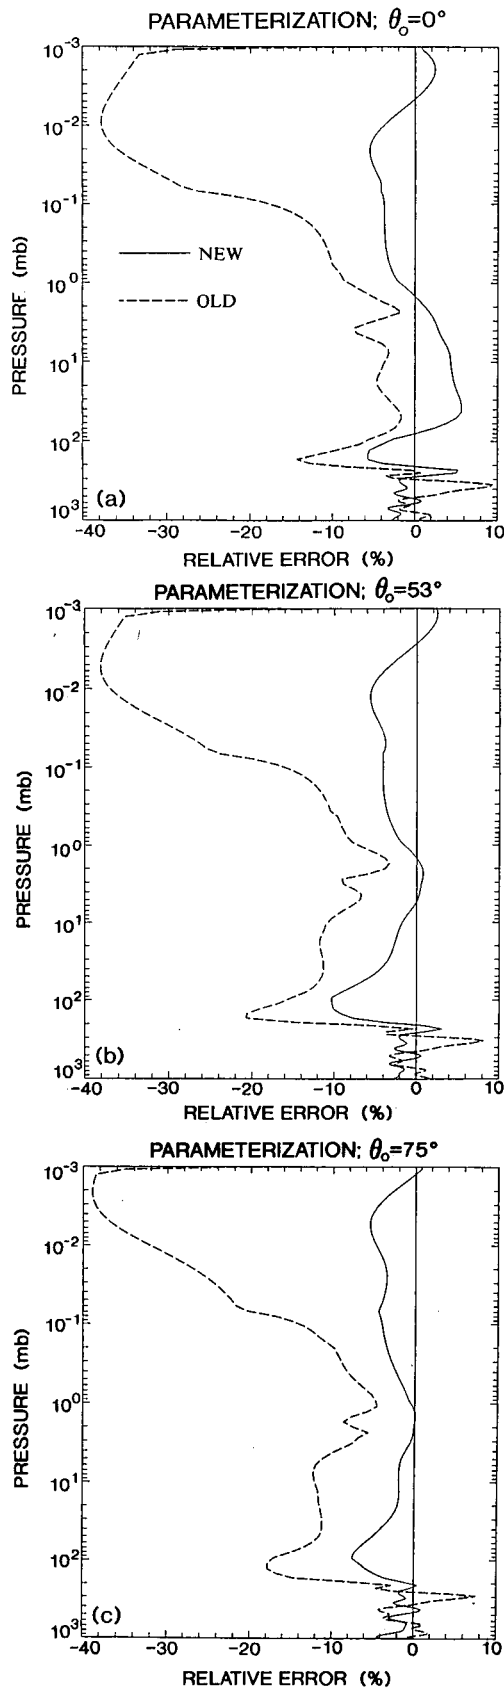 PARAMETERIZATION; θₒ=0°
10⁻³
10⁻²
10⁻¹
10⁰
10¹
10²
10³
PRESSURE (mb)
NEW
OLD
(a)
-40 -30 -20 -10 0 10
RELATIVE ERROR (%)
PARAMETERIZATION; θₒ=53°
10⁻³
10⁻²
10⁻¹
10⁰
10¹
10²
10³
PRESSURE (mb)
(b)
-40 -30 -20 -10 0 10
RELATIVE ERROR (%)
PARAMETERIZATION; θₒ=75°
10⁻³
10⁻²
10⁻¹
10⁰
10¹
10²
10³
PRESSURE (mb)
(c)
-40 -30 -20 -10 0 10
RELATIVE ERROR (%)